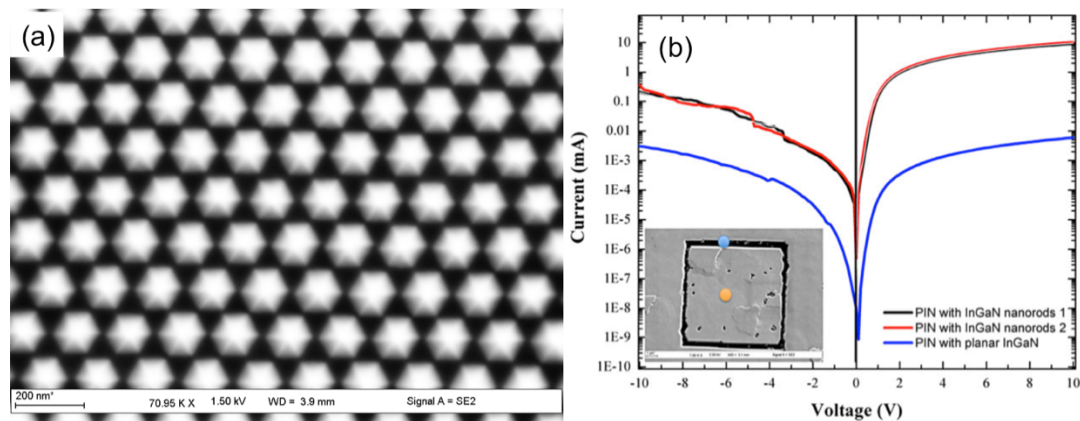 (a)
200 nm*
70.95 K X 1.50 kV WD = 3.9 mm Signal A = SE2
(b)
Current (mA)
10
1
0.1
0.01
1E-3
1E-4
1E-5
1E-6
1E-7
1E-8
1E-9
1E-10
PIN with InGaN nanorods 1
PIN with InGaN nanorods 2
PIN with planar InGaN
-10 -8 -6 -4 -2 0 2 4 6 8 10
Voltage (V)